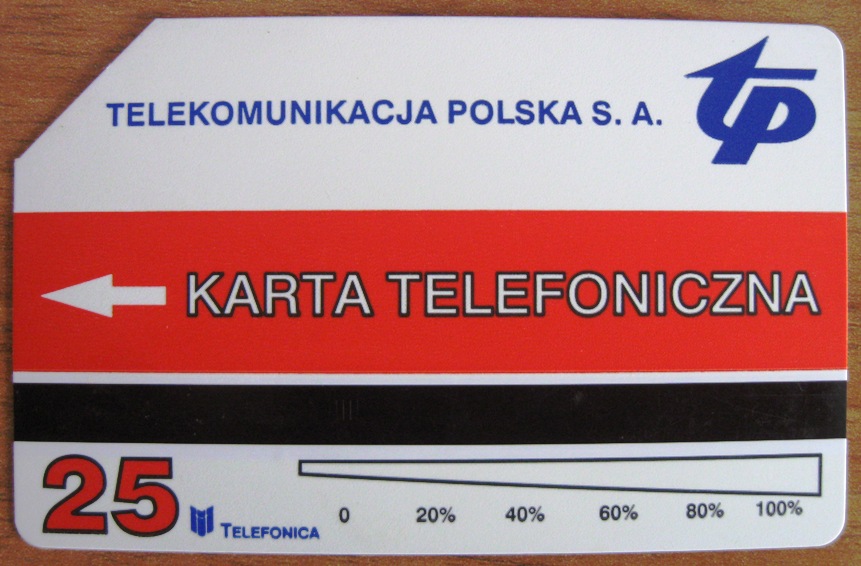 TELEKOMUNIKACJA POLSKA S. A.
tp
KARTA TELEFONICZNA
25
TELEFONICA
0 20% 40% 60% 80% 100%